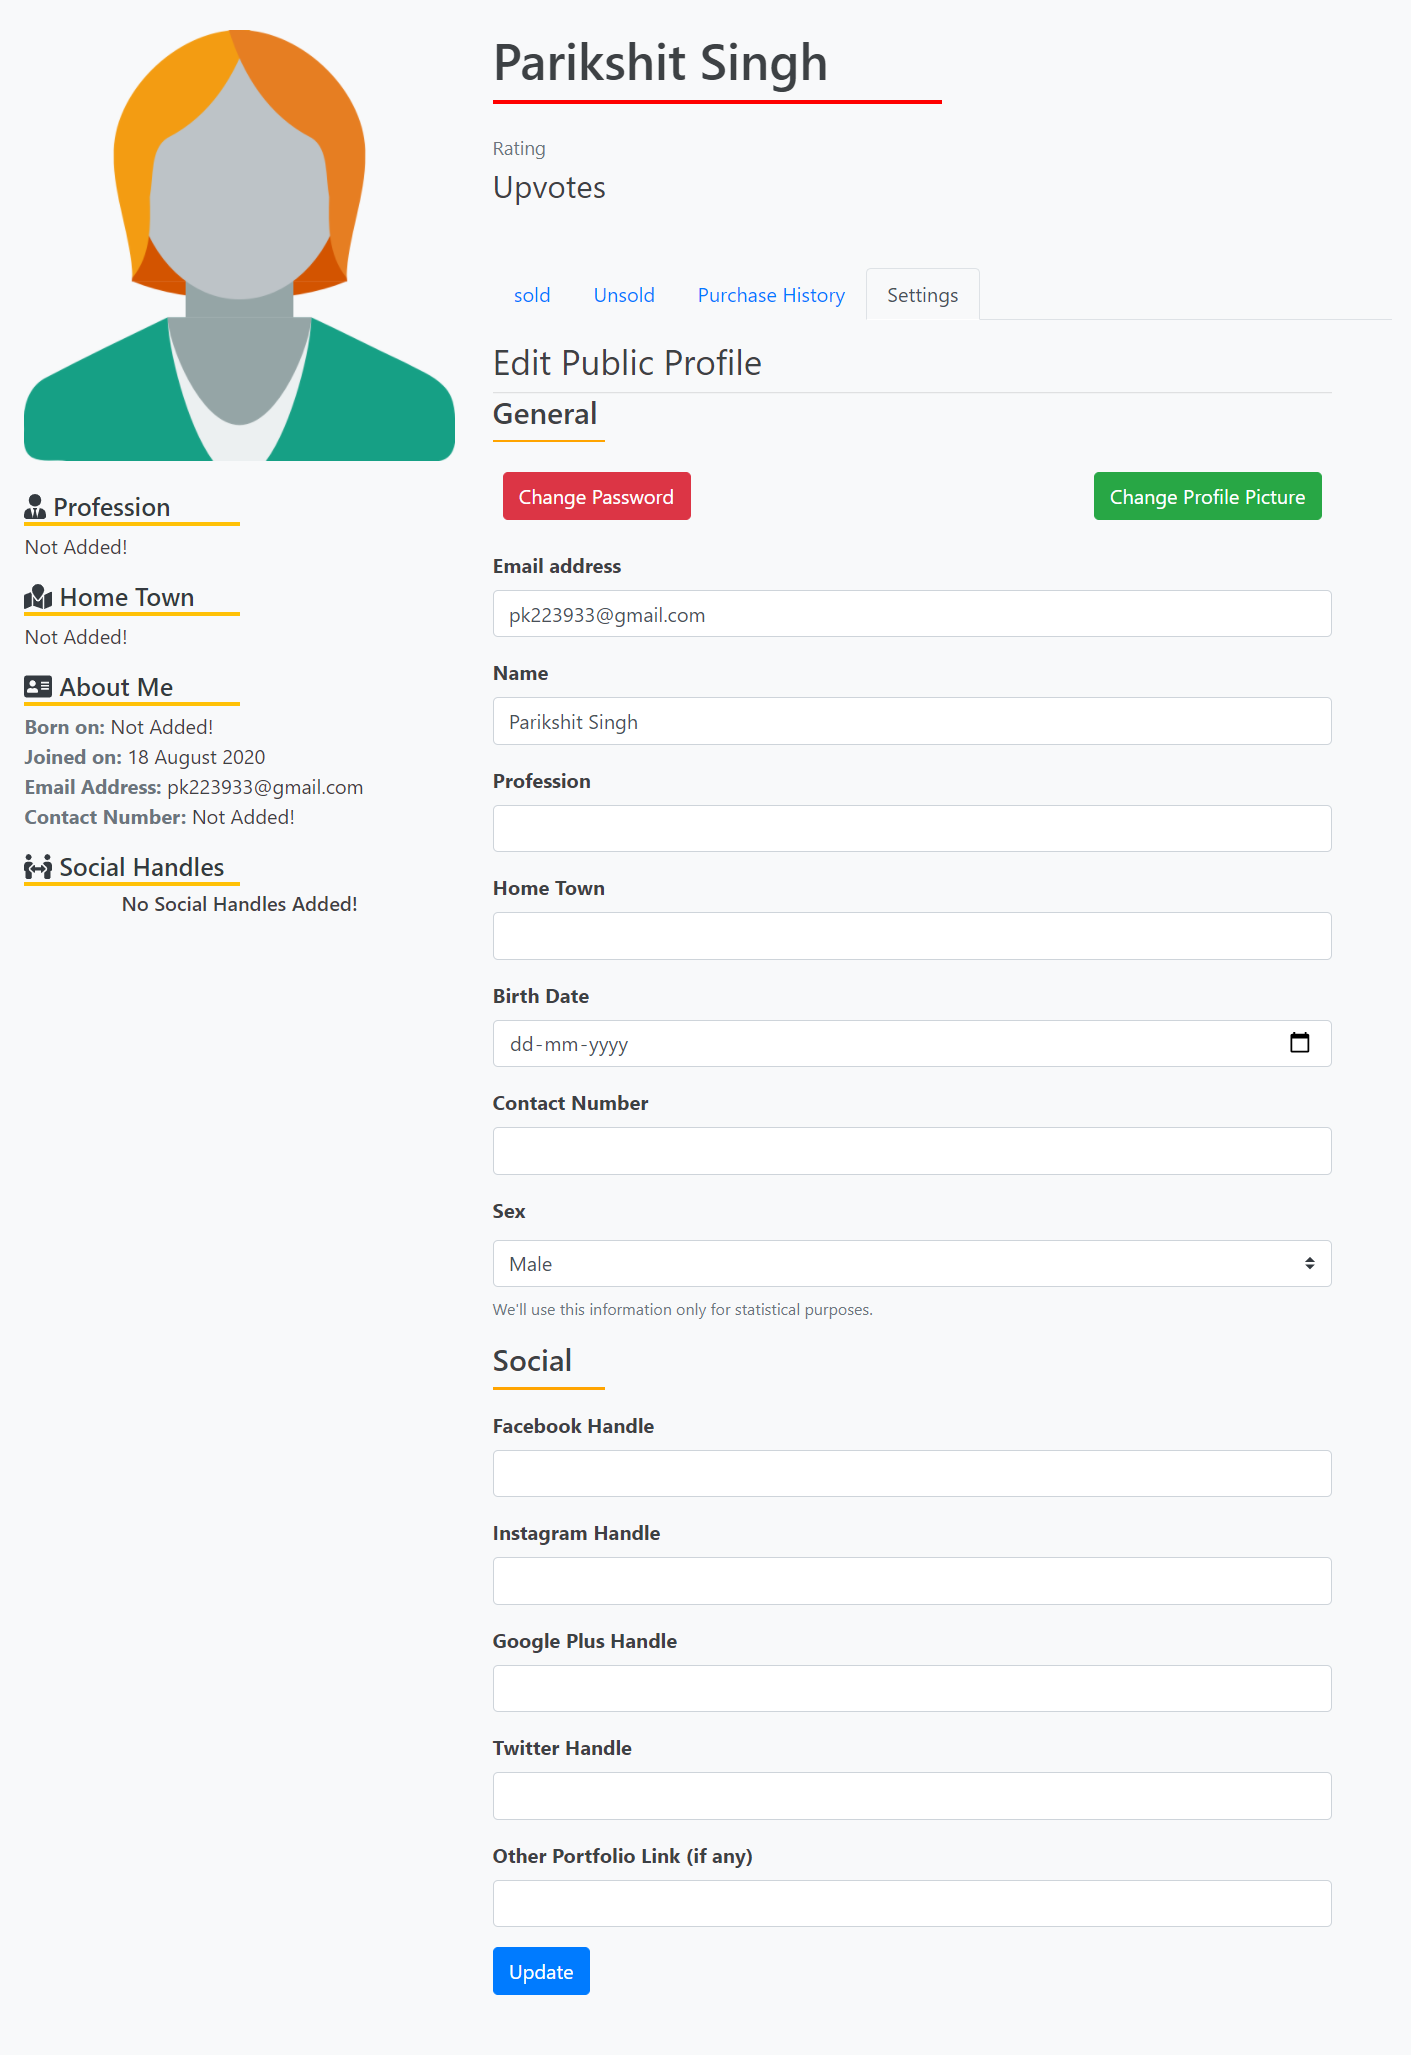 Parikshit Singh
Rating
Upvotes
sold Unsold Purchase History Settings
Edit Public Profile
General
Change Password Change Profile Picture
Email address
pk223933@gmail.com
Name
Parikshit Singh
Profession
Home Town
Birth Date
dd-mm-yyyy
Contact Number
Sex
Male
We'll use this information only for statistical purposes.
Social
Facebook Handle
Instagram Handle
Google Plus Handle
Twitter Handle
Other Portfolio Link (if any)
Update
Profession
Not Added!
Home Town
Not Added!
About Me
Born on: Not Added!
Joined on: 18 August 2020
Email Address: pk223933@gmail.com
Contact Number: Not Added!
Social Handles
No Social Handles Added!